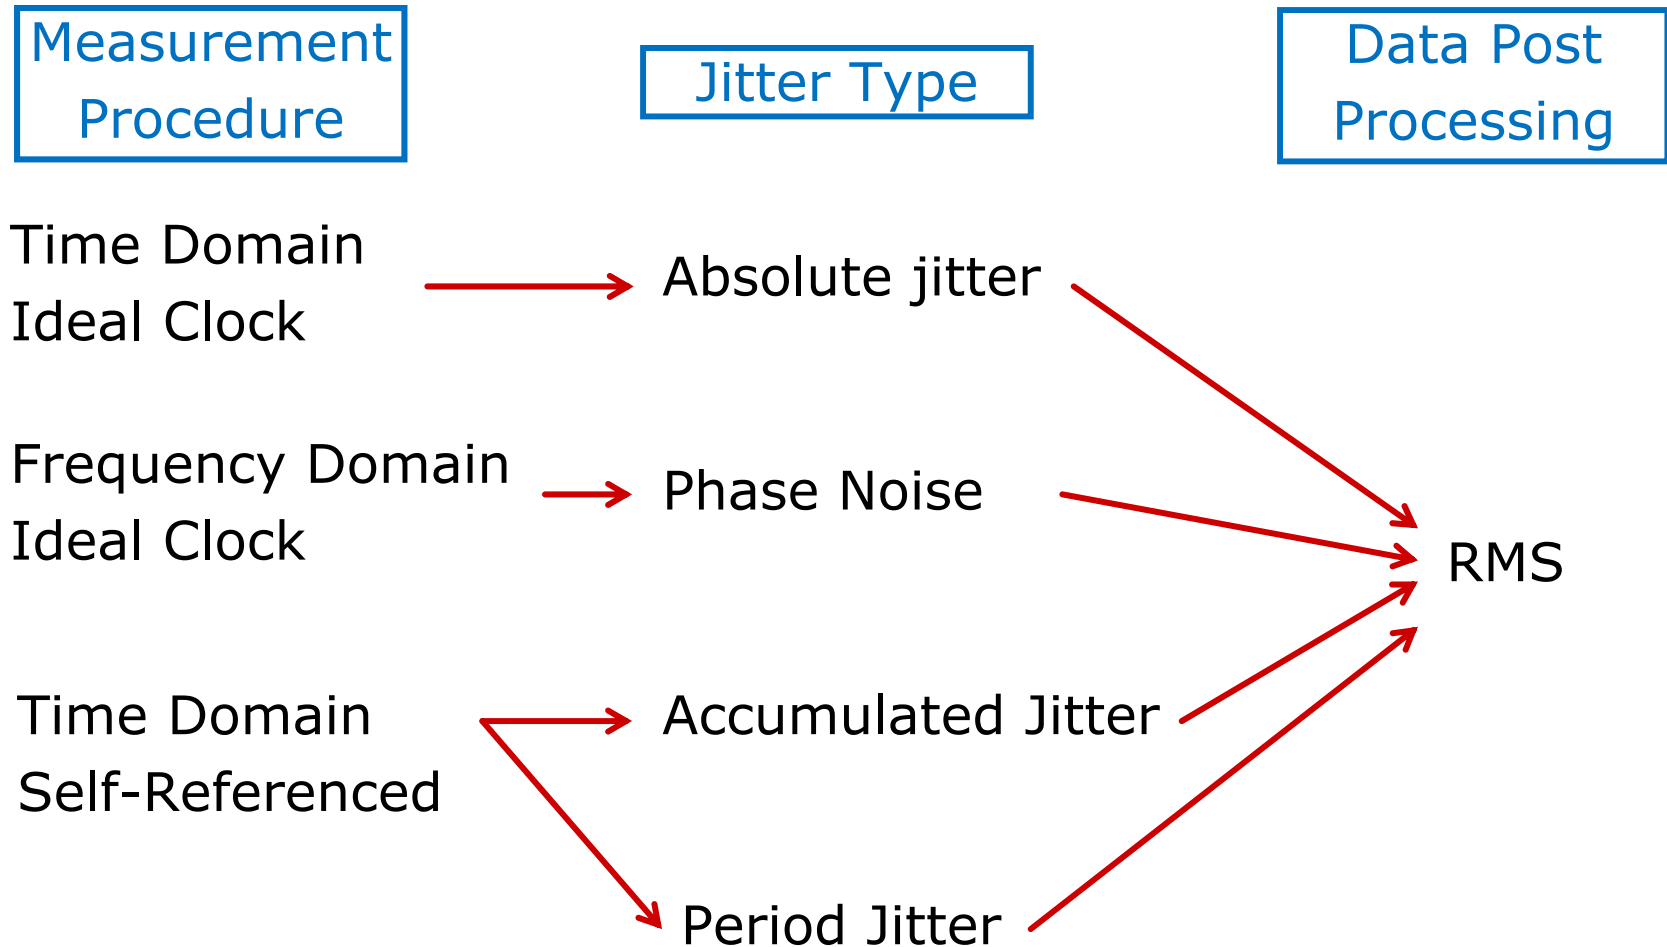 Measurement
Procedure
Jitter Type
Data Post
Processing
Time Domain
Ideal Clock
Absolute jitter
Frequency Domain
Ideal Clock
Phase Noise
RMS
Time Domain
Self-Referenced
Accumulated Jitter
Period Jitter